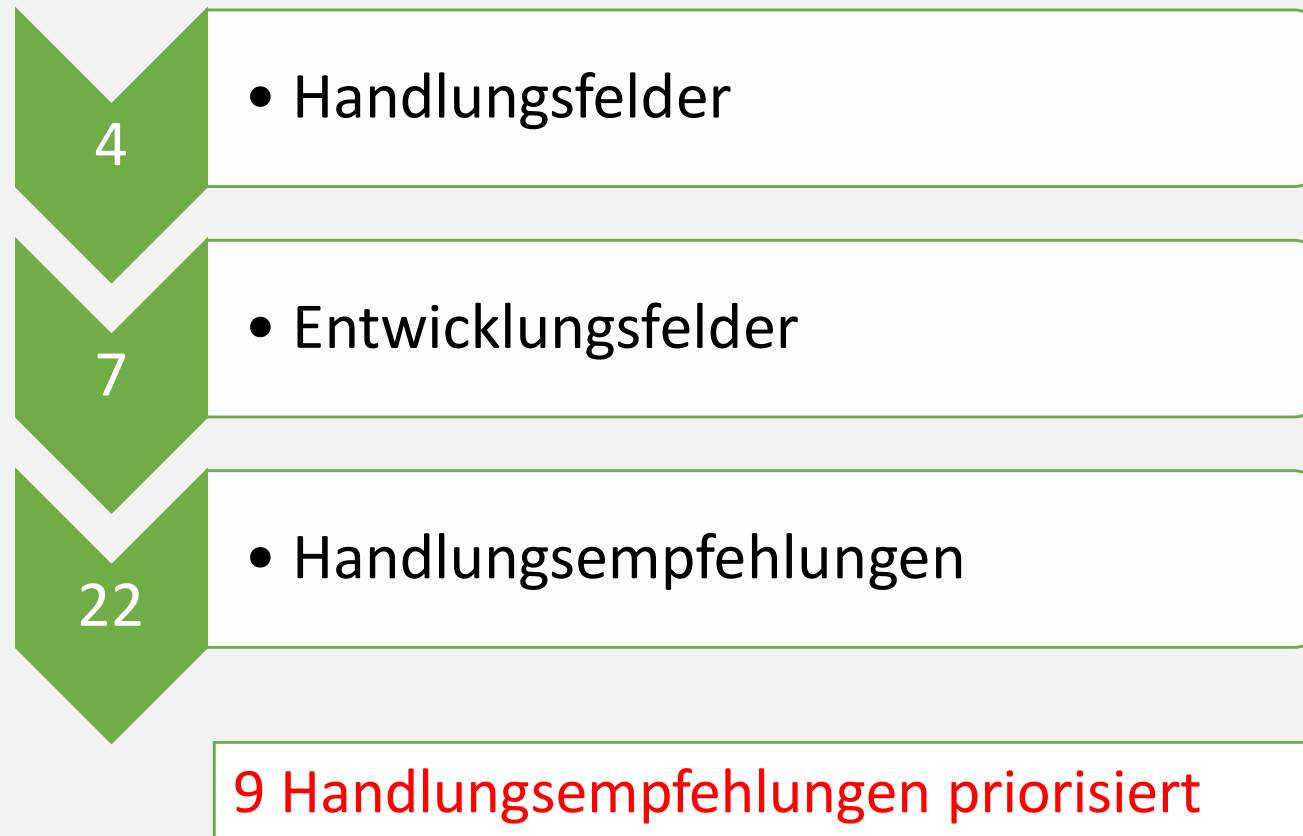 4
• Handlungsfelder
7
• Entwicklungsfelder
22
• Handlungsempfehlungen
9 Handlungsempfehlungen priorisiert